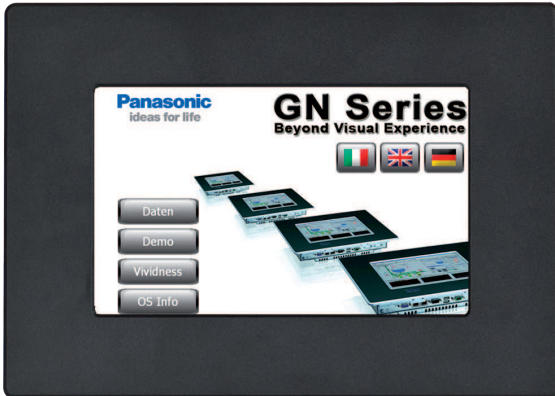 Panasonic
ideas for life
GN Series
Beyond Visual Experience
Daten
Demo
Vividness
OS Info